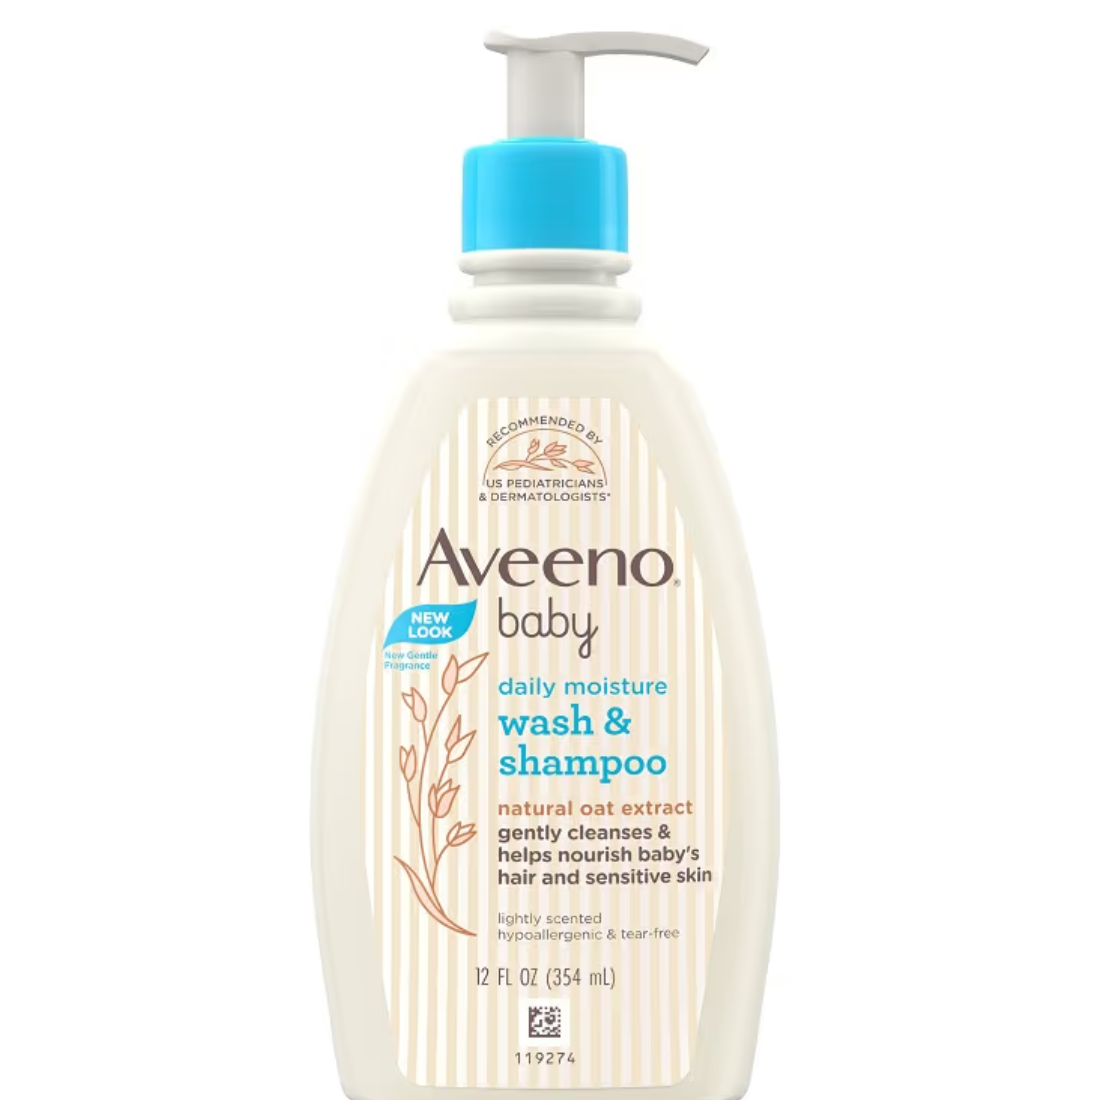 RECOMMENDED BY
US PEDIATRICIANS
& DERMATOLOGISTS*
Aveeno®
baby
NEW
LOOK
New Gentle
Fragrance
daily moisture
wash &
shampoo
natural oat extract
gently cleanses &
helps nourish baby's
hair and sensitive skin
lightly scented
hypoallergenic & tear-free
12 FL OZ (354 mL)
119274